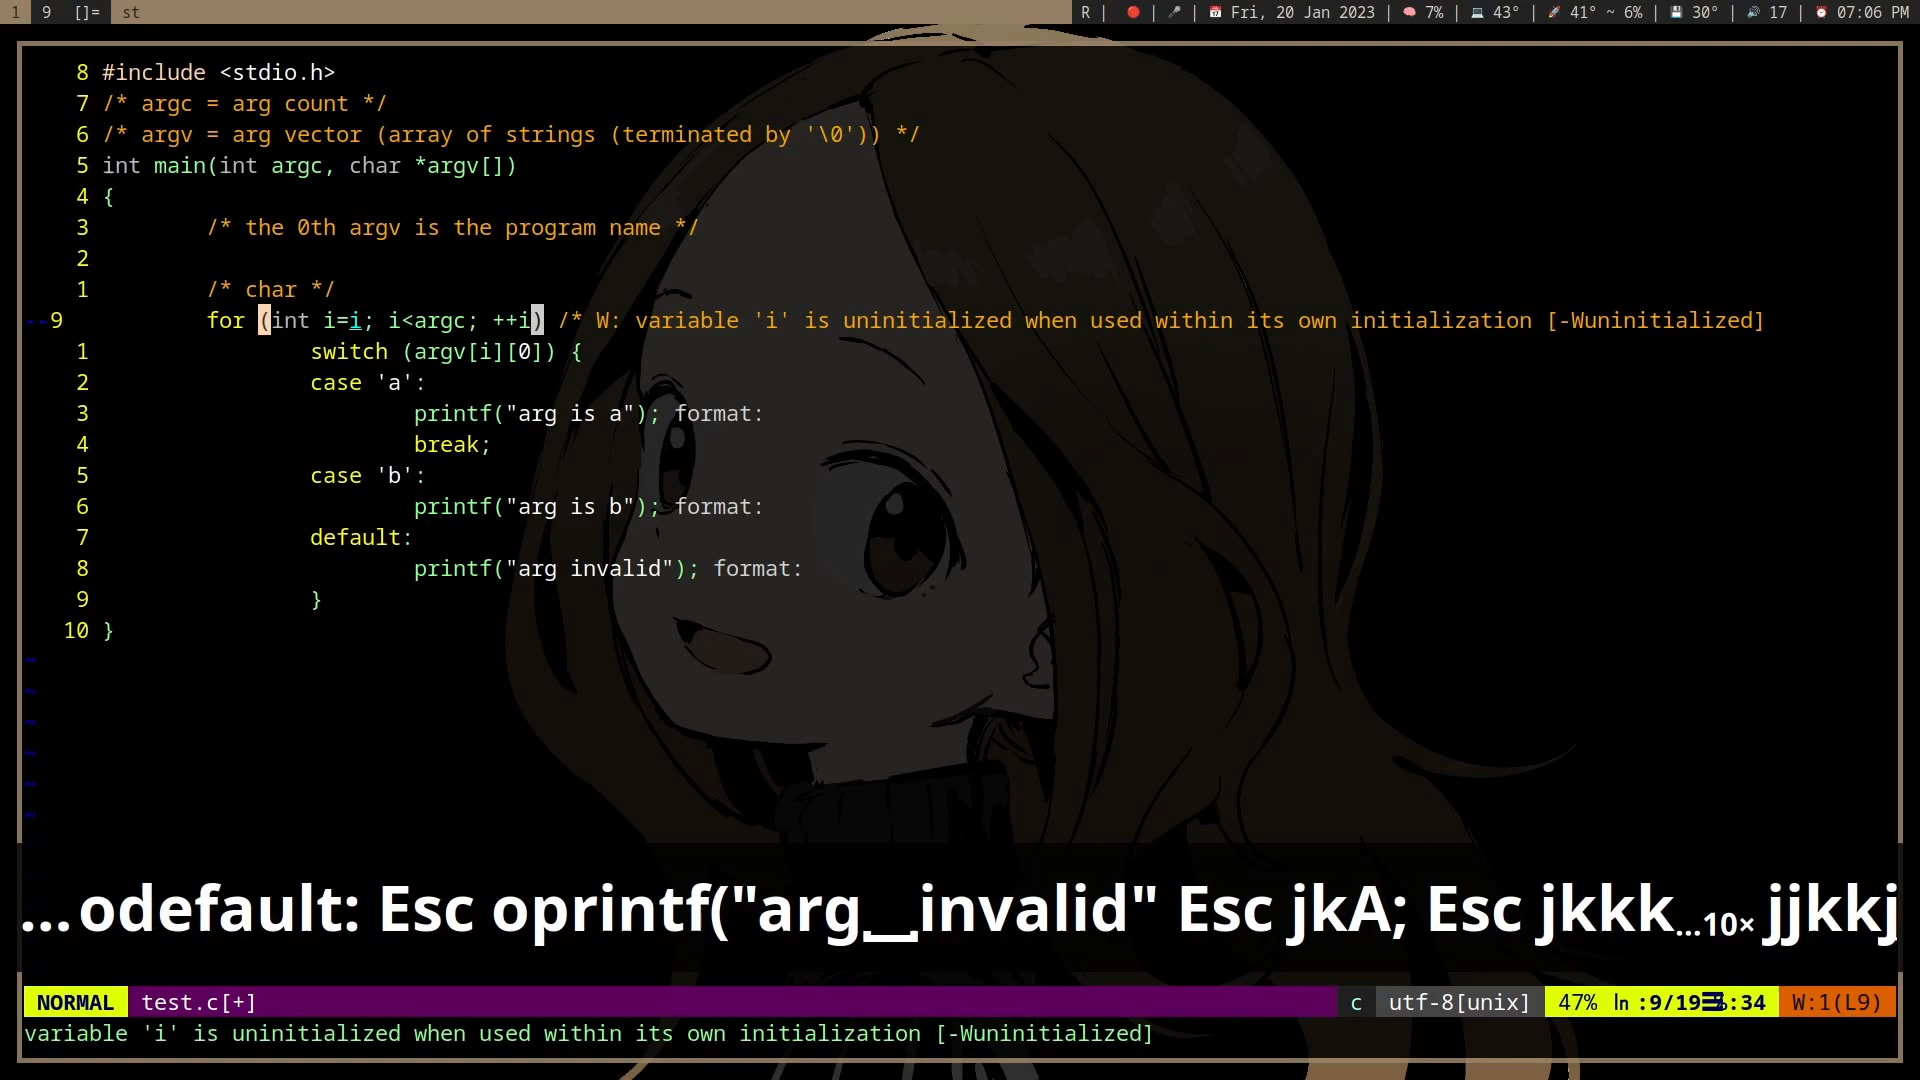 1 9 []= st R | | | Fri, 20 Jan 2023 | 7% | 43° | 41° ~ 6% | 30° | 17 | 07:06 PM
8 #include <stdio.h>
7 /* argc = arg count */
6 /* argv = arg vector (array of strings (terminated by '\0')) */
5 int main(int argc, char *argv[])
4 {
3 /* the 0th argv is the program name */
2
1 /* char */
--9 for (int i=i; i<argc; ++i) /* W: variable 'i' is uninitialized when used within its own initialization [-Wuninitialized]
1 switch (argv[i][0]) {
2 case 'a':
3 printf("arg is a"); format:
4 break;
5 case 'b':
6 printf("arg is b"); format:
7 default:
8 printf("arg invalid"); format:
9 }
10 }
~
~
~
~
~
~
...odefault: Esc oprintf("arg␣invalid" Esc jkA; Esc jkkk...10× jjkkj
NORMAL test.c[+] c utf-8[unix] 47% ln :9/19☰℅:34 W:1(L9)
variable 'i' is uninitialized when used within its own initialization [-Wuninitialized]